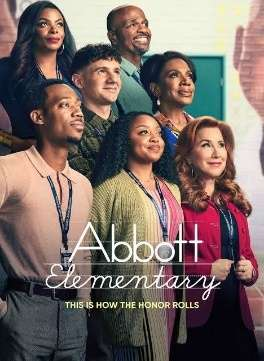 Abbott
Elementary
THIS IS HOW THE HONOR ROLLS